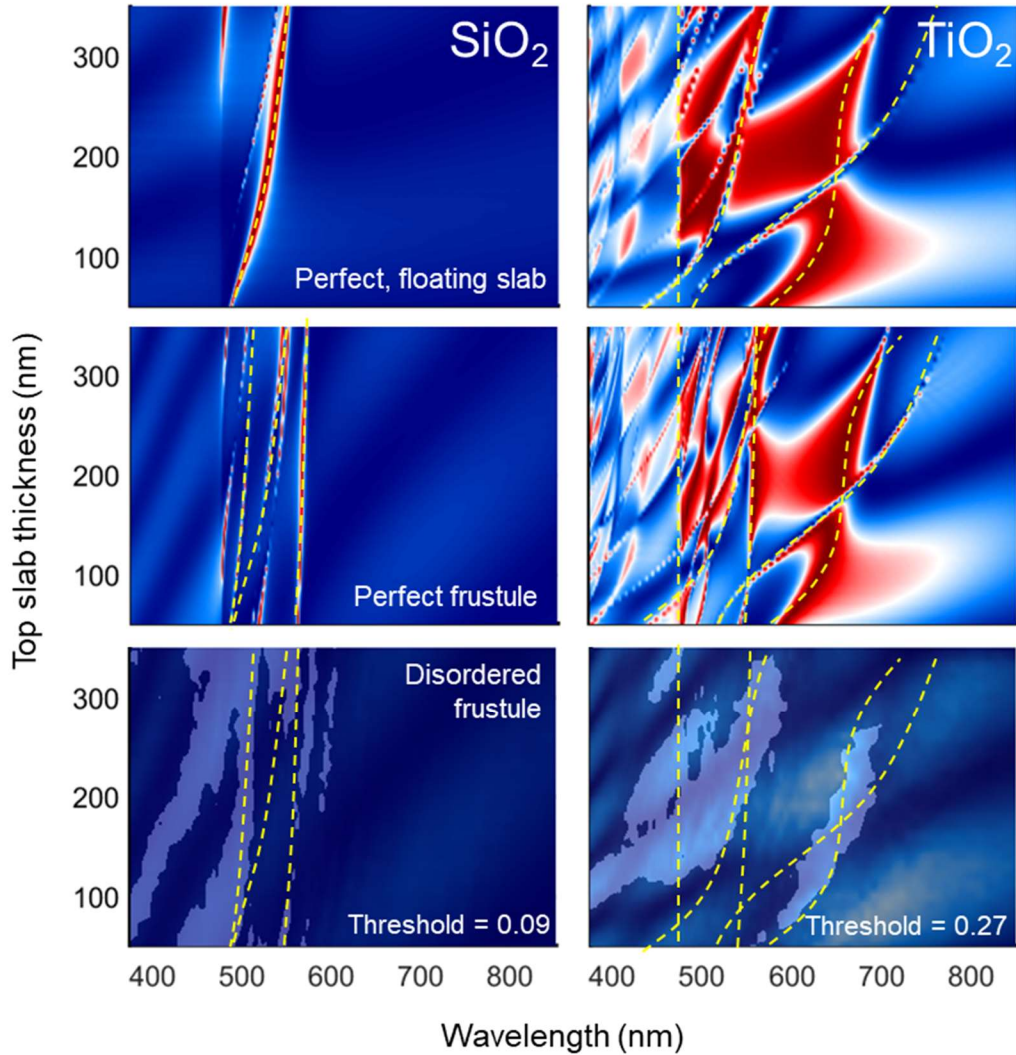 SiO2
TiO2
300
200
100
Perfect, floating slab
300
200
100
Perfect frustule
Top slab thickness (nm)
Disordered
frustule
300
200
100
Threshold = 0.09
Threshold = 0.27
400 500 600 700 800
400 500 600 700 800
Wavelength (nm)